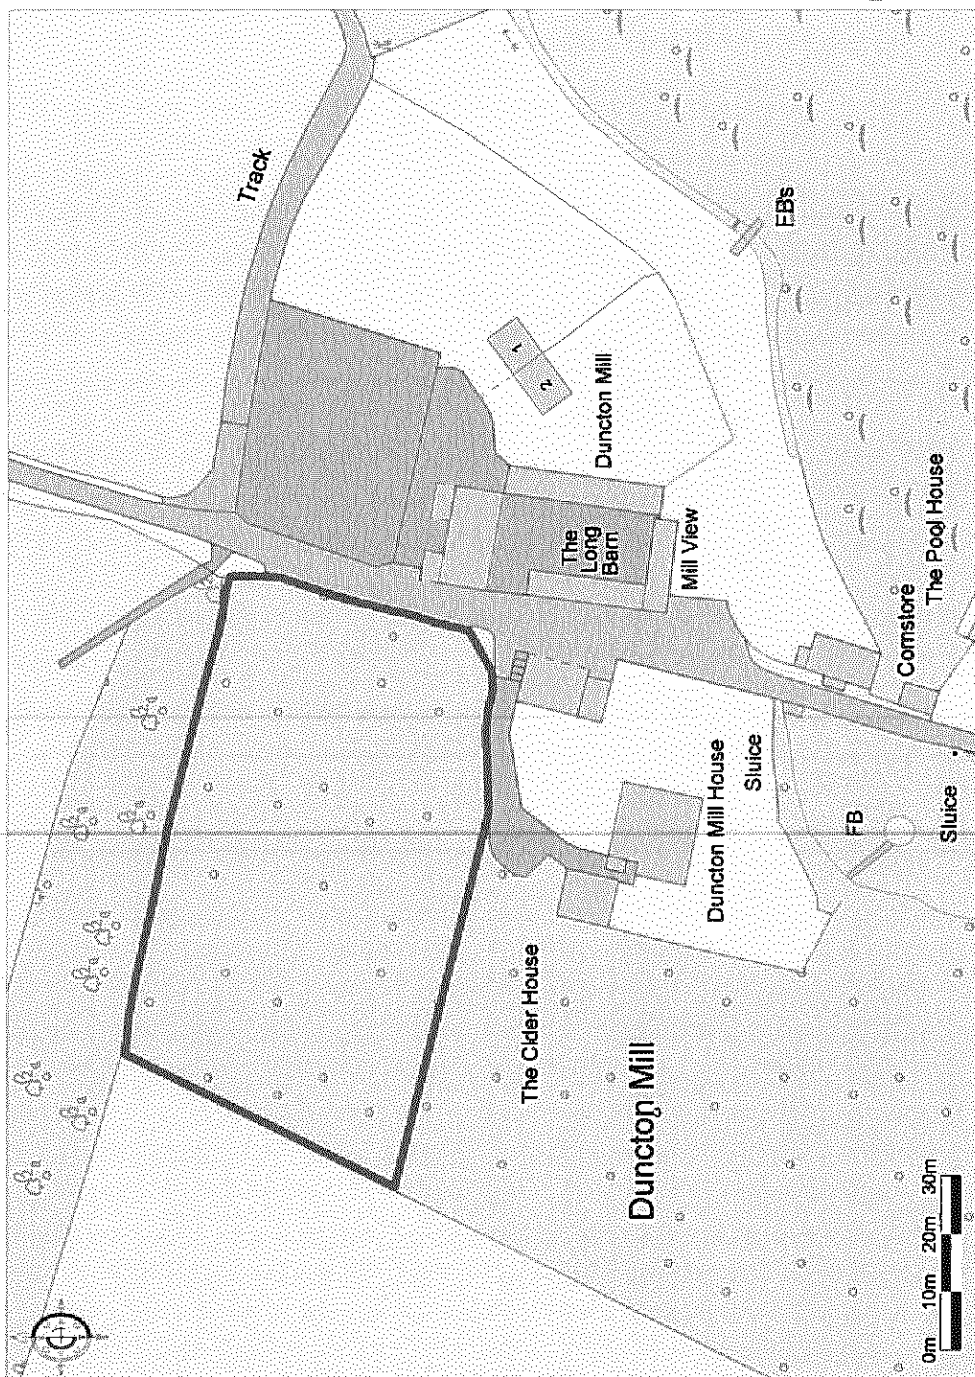 Track
FB's
1
2
Duncton Mill
The
Long
Barn
Mill View
The Pool House
Cornstore
Sluice
Duncton Mill House
FB
Sluice
The Cider House
Duncton Mill
0m 10m 20m 30m